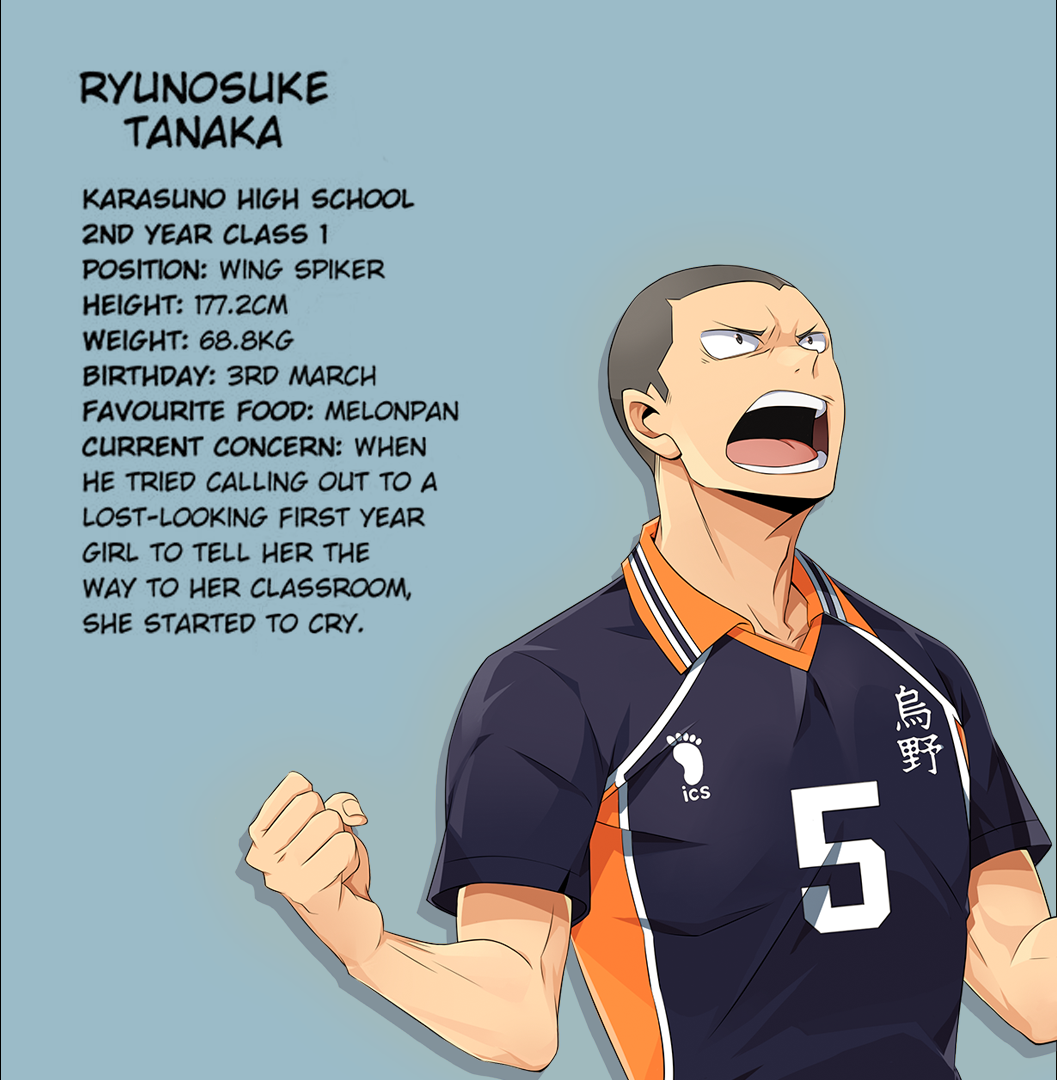 RYUNOSUKE
TANAKA
KARASUNO HIGH SCHOOL
2ND YEAR CLASS 1
POSITION: WING SPIKER
HEIGHT: 177.2CM
WEIGHT: 68.8KG
BIRTHDAY: 3RD MARCH
FAVOURITE FOOD: MELONPAN
CURRENT CONCERN: WHEN
HE TRIED CALLING OUT TO A
LOST-LOOKING FIRST YEAR
GIRL TO TELL HER THE
WAY TO HER CLASSROOM,
SHE STARTED TO CRY.
烏
野
ics
5